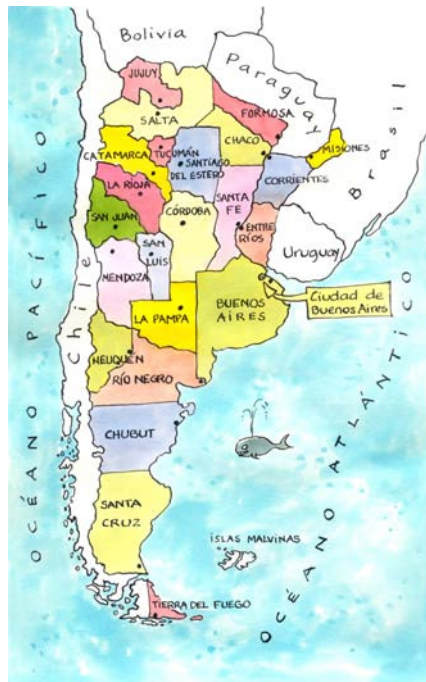 Bolivia
Paraguay
Brasil
JUJUY
SALTA
FORMOSA
CHACO
MISIONES
CATAMARCA
TUCUMÁN
SANTIAGO
DEL ESTERO
CORRIENTES
LA RIOJA
SANTA
FE
SAN JUAN
CÓRDOBA
ENTRE
RÍOS
SAN
LUIS
Uruguay
MENDOZA
Chile
BUENOS
AIRES
Ciudad de
Buenos Aires
LA PAMPA
NEUQUÉN
RÍO NEGRO
CHUBUT
SANTA
CRUZ
ISLAS MALVINAS
TIERRA DEL FUEGO
OCÉANO PACÍFICO
OCÉANO ATLÁNTICO